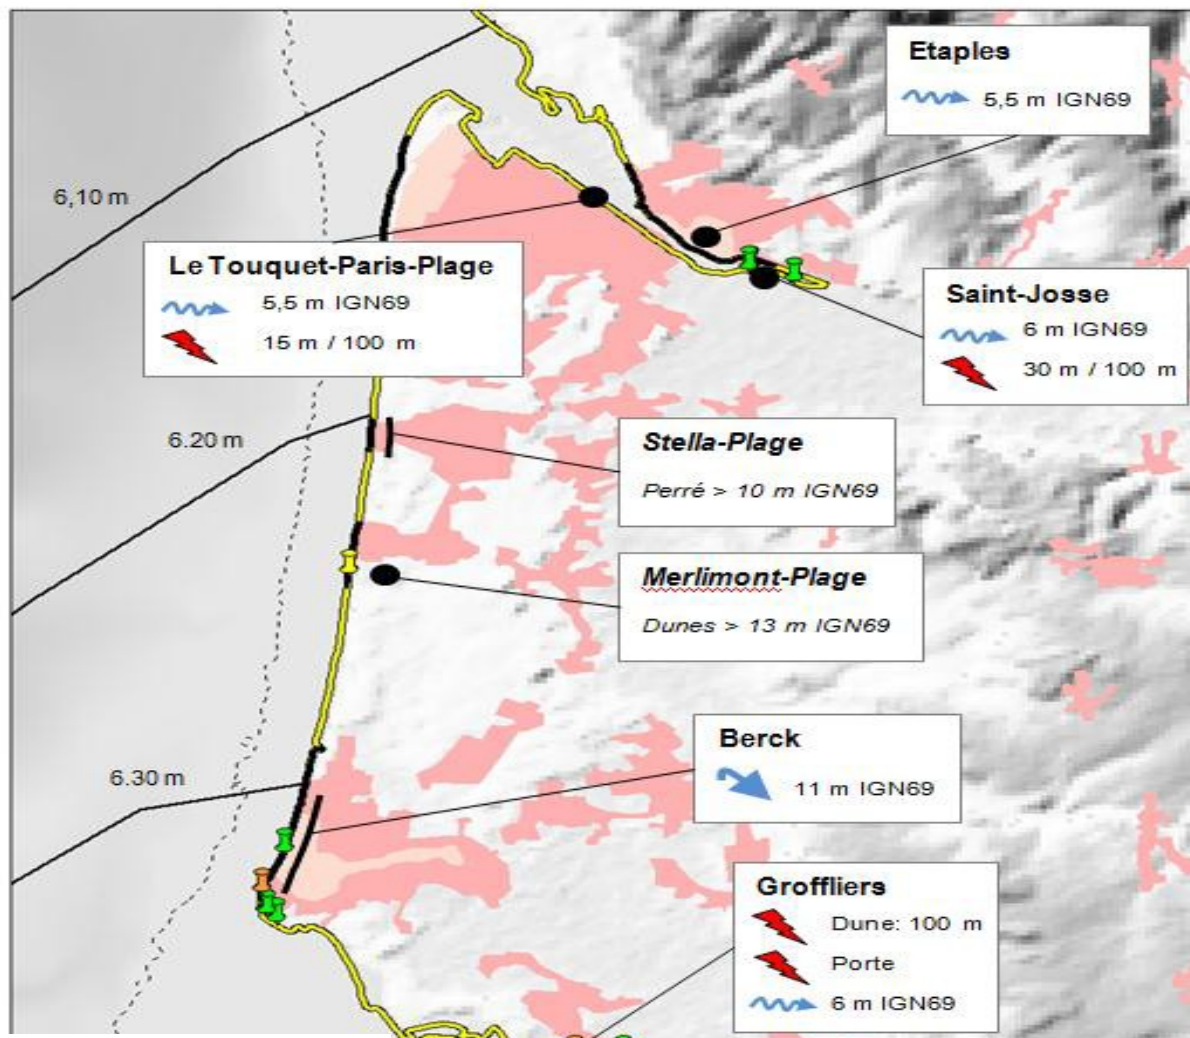 Etaples
5,5 m IGN69
6,10 m
Le Touquet-Paris-Plage
5,5 m IGN69
15 m / 100 m
Saint-Josse
6 m IGN69
30 m / 100 m
6.20 m
Stella-Plage
Perré > 10 m IGN69
Merlimont-Plage
Dunes > 13 m IGN69
Berck
11 m IGN69
6.30 m
Groffliers
Dune: 100 m
Porte
6 m IGN69